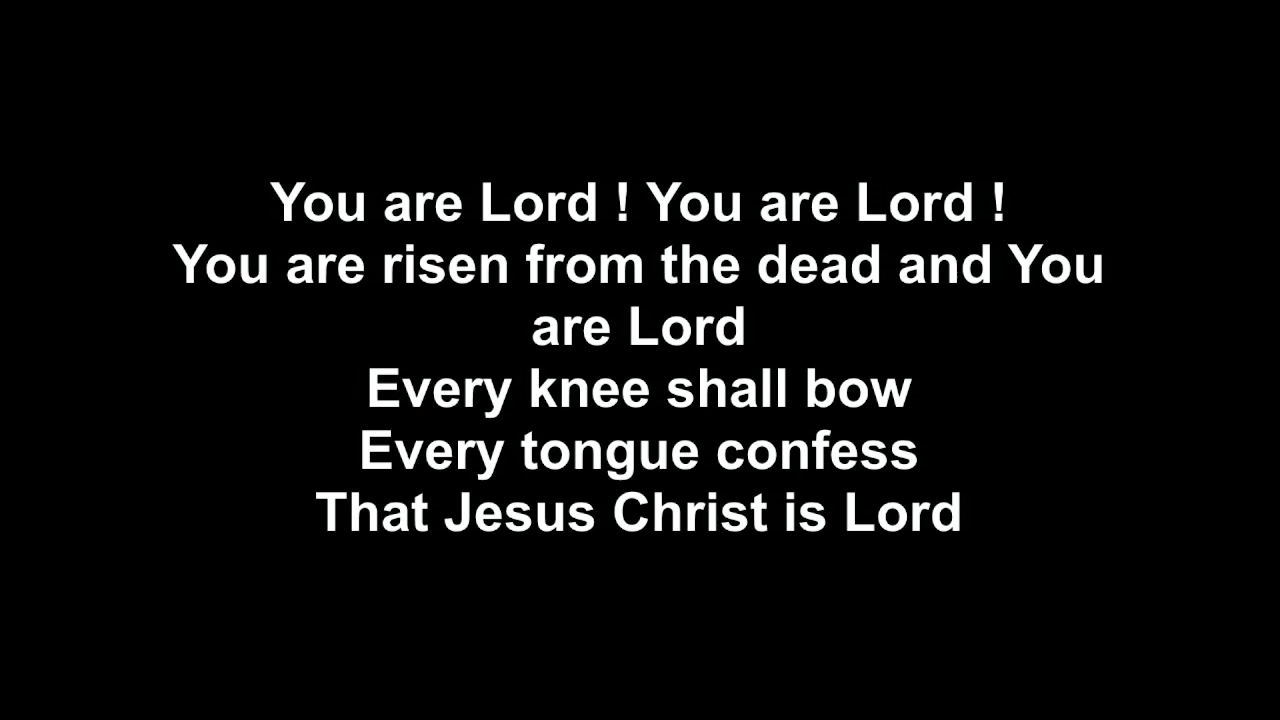 You are Lord ! You are Lord !
You are risen from the dead and You
are Lord
Every knee shall bow
Every tongue confess
That Jesus Christ is Lord